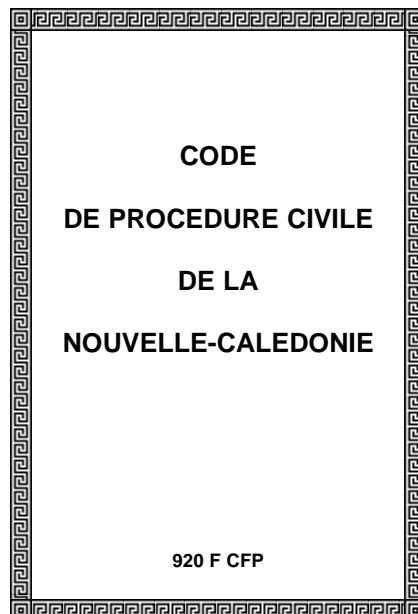 CODE
DE PROCEDURE CIVILE
DE LA
NOUVELLE-CALEDONIE
920 F CFP